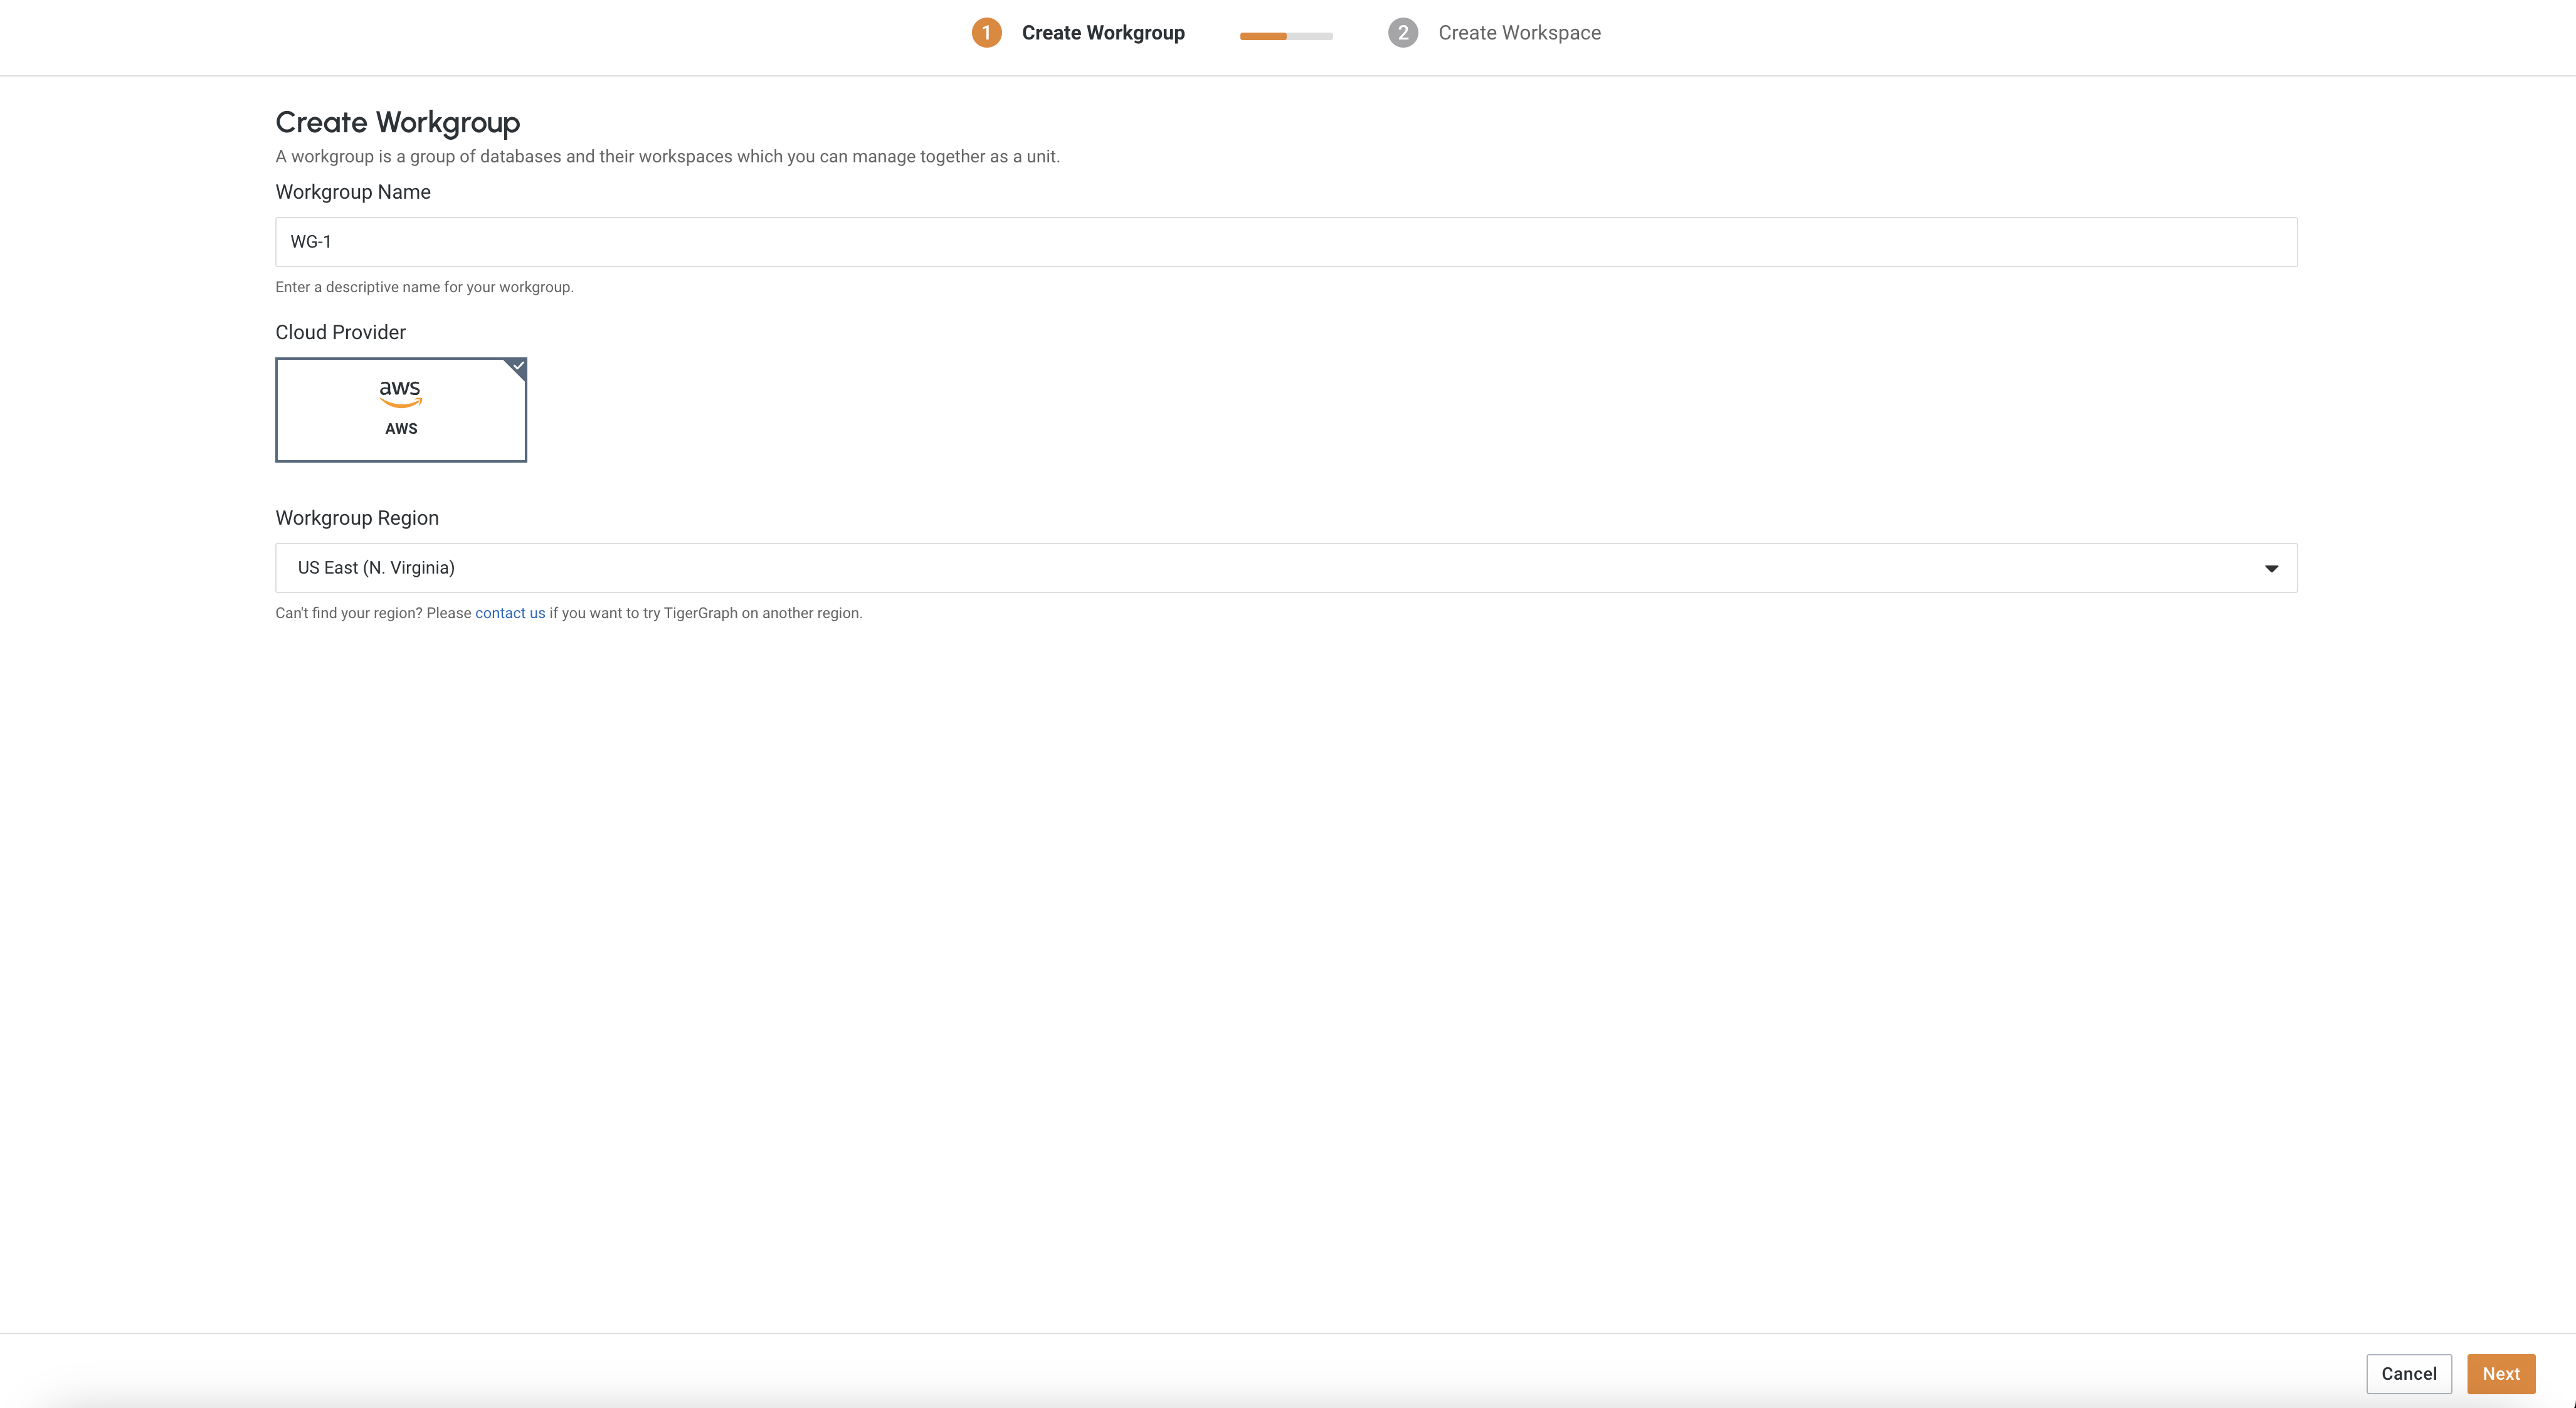 1 Create Workgroup 2 Create Workspace
Create Workgroup
A workgroup is a group of databases and their workspaces which you can manage together as a unit.
Workgroup Name
WG-1
Enter a descriptive name for your workgroup.
Cloud Provider
aws
AWS
Workgroup Region
US East (N. Virginia)
Can't find your region? Please contact us if you want to try TigerGraph on another region.
Cancel Next